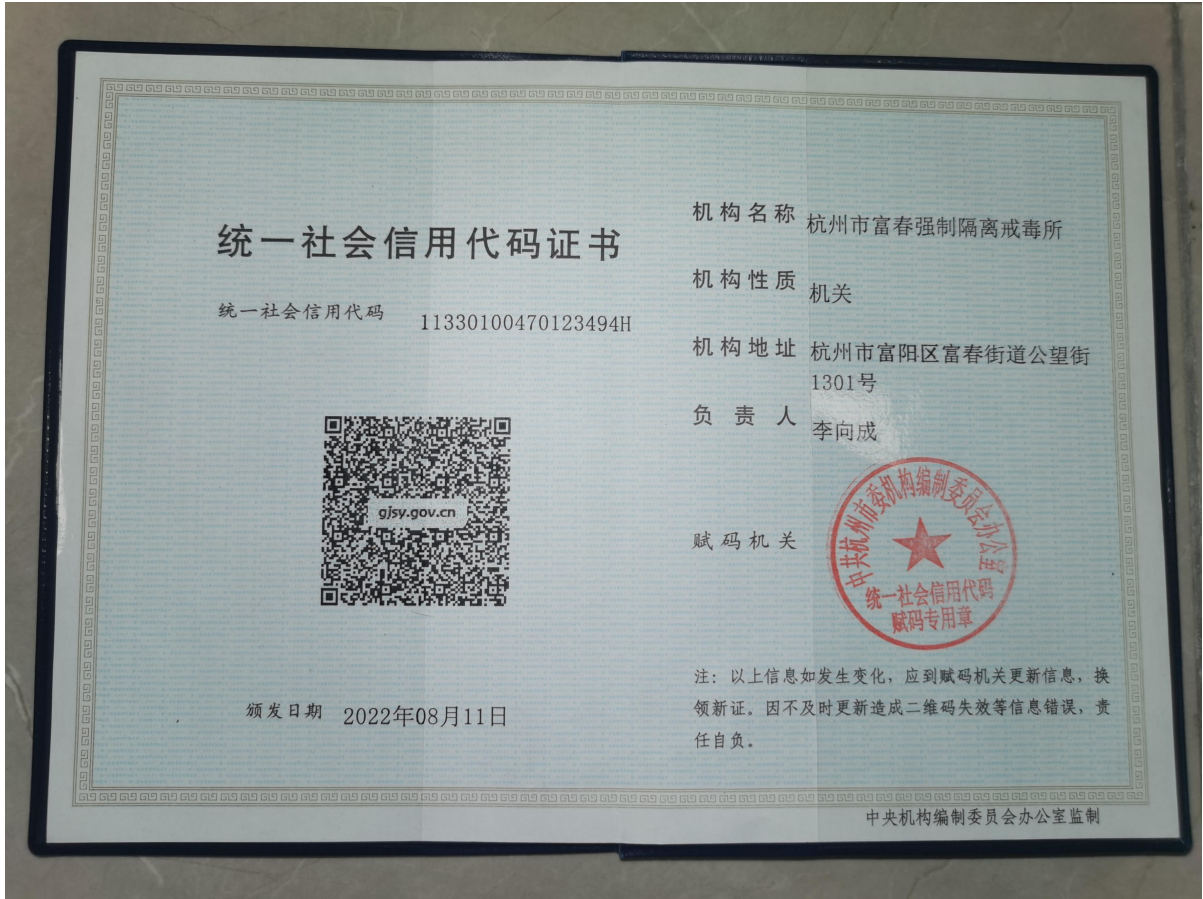 统一社会信用代码证书
统一社会信用代码 11330100470123494H
gjsy.gov.cn
颁发日期 2022年08月11日
机构名称 杭州市富春强制隔离戒毒所
机构性质 机关
机构地址 杭州市富阳区富春街道公望街
1301号
负责人 李向成
赋码机关
中共杭州市委机构编制委员会办公室
统一社会信用代码
赋码专用章
注：以上信息如发生变化，应到赋码机关更新信息，换
领新证。因不及时更新造成二维码失效等信息错误，责
任自负。
中央机构编制委员会办公室监制